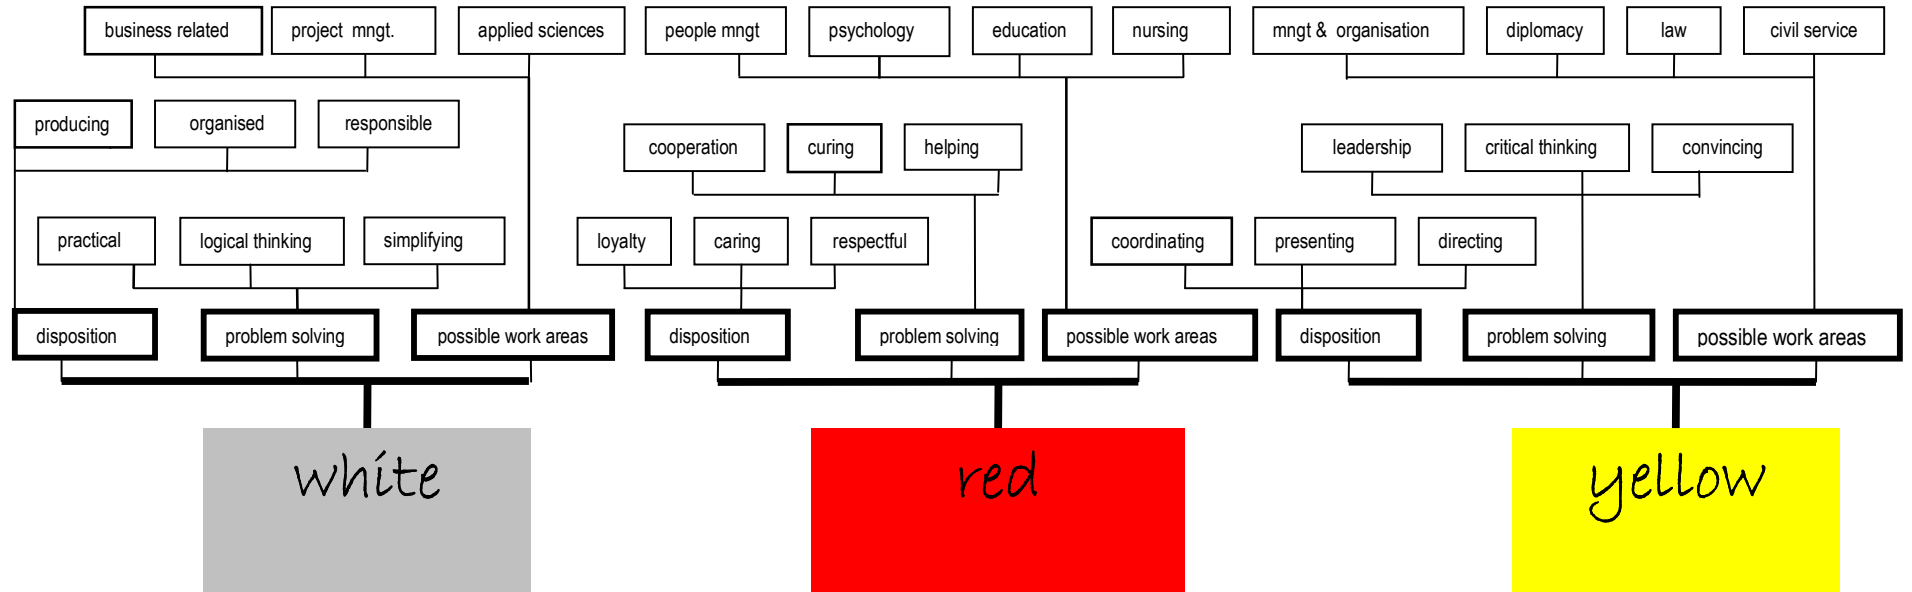 business related
project mngt.
applied sciences
people mngt
psychology
education
nursing
mngt & organisation
diplomacy
law
civil service
producing
organised
responsible
cooperation
curing
helping
leadership
critical thinking
convincing
practical
logical thinking
simplifying
loyalty
caring
respectful
coordinating
presenting
directing
disposition
problem solving
possible work areas
disposition
problem solving
possible work areas
disposition
problem solving
possible work areas
white
red
yellow